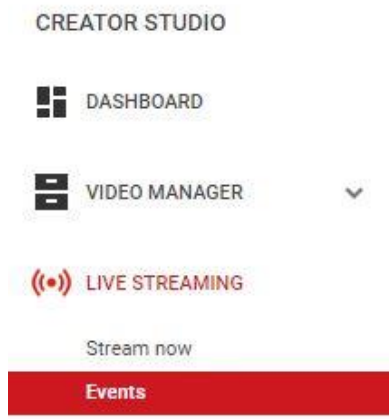 CREATOR STUDIO
DASHBOARD
VIDEO MANAGER
LIVE STREAMING
Stream now
Events